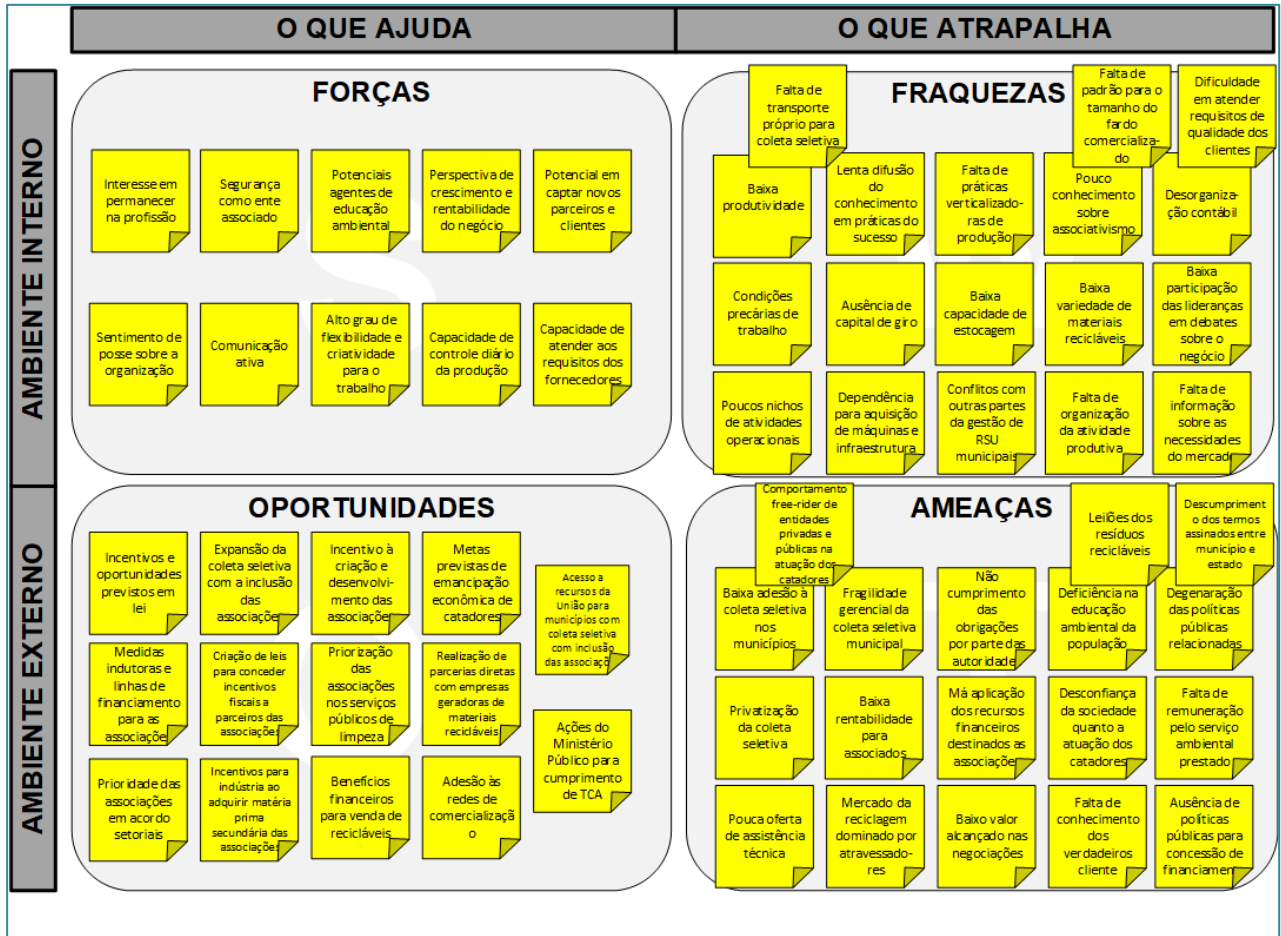 O QUE AJUDA
O QUE ATRAPALHA
AMBIENTE INTERNO
FORÇAS
Interesse em
permanecer
na profissão
Segurança
como ente
associado
Potenciais
agentes de
educação
ambiental
Perspectiva de
crescimento e
rentabilidade
do negócio
Potencial em
captar novos
parceiros e
clientes
Sentimento de
posse sobre a
organização
Comunicação
ativa
Alto grau de
flexibilidade e
criatividade
para o
trabalho
Capacidade de
controle diário
da produção
Capacidade de
atender aos
requisitos dos
fornecedores
FRAQUEZAS
Falta de
transporte
próprio para
coleta seletiva
Falta de
padrão para o
tamanho do
fardo
comercializa-
do
Dificuldade
em atender
requisitos de
qualidade dos
clientes
Baixa
produtividade
Lenta difusão
do
conhecimento
em práticas do
sucesso
Falta de
práticas
verticalizado-
ras de
produção
Pouco
conhecimento
sobre
associativismo
Desorganiza-
ção contábil
Condições
precárias de
trabalho
Ausência de
capital de giro
Baixa
capacidade de
estocagem
Baixa
variedade de
materiais
recicláveis
Baixa
participação
das lideranças
em debates
sobre o
negócio
Poucos nichos
de atividades
operacionais
Dependência
para aquisição
de máquinas e
infraestrutura
Conflitos com
outras partes
da gestão de
RSU
municipais
Falta de
organização
da atividade
produtiva
Falta de
informação
sobre as
necessidades
do mercad
AMBIENTE EXTERNO
OPORTUNIDADES
Incentivos e
oportunidades
previstos em
lei
Expansão da
coleta seletiva
com a inclusão
das
associaçõe
Incentivo à
criação e
desenvolvi-
mento das
associaçõe
Metas
previstas de
emancipação
econômica de
catadores
Acesso a
recursos da
União para
municípios com
coleta seletiva
com inclusão
das associaçõ
Medidas
indutoras e
linhas de
financiamento
para as
associaçõe
Criação de leis
para conceder
incentivos
fiscais a
parceiros das
associações
Priorização
das
associações
nos serviços
públicos de
limpeza
Realização de
parcerias diretas
com empresas
geradoras de
materiais
recicláveis
Ações do
Ministério
Público para
cumprimento
de TCA
Prioridade das
associações
em acordo
setoriais
Incentivos para
indústria ao
adquirir matéria
prima
secundária das
associações
Benefícios
financeiros
para venda de
recicláveis
Adesão às
redes de
comercializaçã
o
AMEAÇAS
Comportamento
free-rider de
entidades
privadas e
públicas na
atuação dos
catadores
Leilões dos
resíduos
recicláveis
Descumpriment
o dos termos
assinados entre
município e
estado
Baixa adesão à
coleta seletiva
nos
municípios
Fragilidade
gerencial da
coleta seletiva
municipal
Não
cumprimento
das
obrigações
por parte das
autoridade
Deficiência na
educação
ambiental da
população
Degenaração
das políticas
públicas
relacionadas
Privatização
da coleta
seletiva
Baixa
rentabilidade
para
associados
Má aplicação
dos recursos
financeiros
destinados as
associaçõe
Desconfiança
da sociedade
quanto a
atuação dos
catadores
Falta de
remuneração
pelo serviço
ambiental
prestado
Pouca oferta
de assistência
técnica
Mercado da
reciclagem
dominado por
atravessado-
res
Baixo valor
alcançado nas
negociações
Falta de
conhecimento
dos
verdadeiros
cliente
Ausência de
políticas
públicas para
concessão de
financiamen